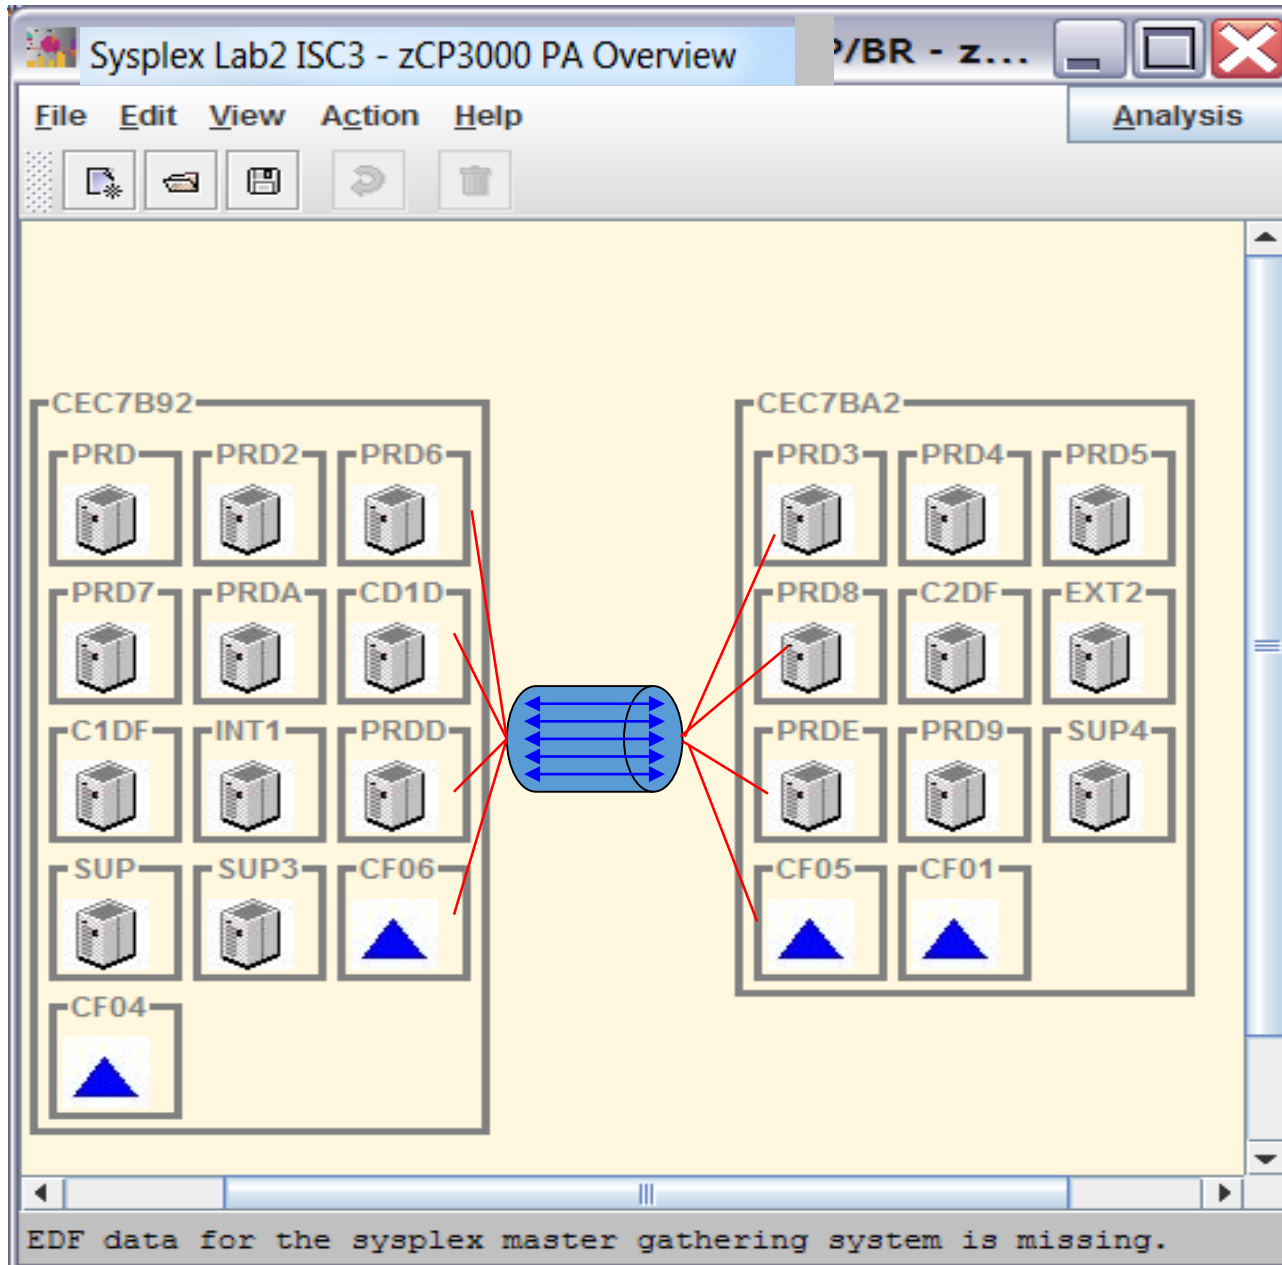 Sysplex Lab2 ISC3 - zCP3000 PA Overview /BR - z...
File Edit View Action Help Analysis
CEC7B92 CEC7BA2
PRD PRD2 PRD6 PRD3 PRD4 PRD5
PRD7 PRDA CD1D PRD8 C2DF EXT2
C1DF INT1 PRDD PRDE PRD9 SUP4
SUP SUP3 CF06 CF05 CF01
CF04
EDF data for the sysplex master gathering system is missing.